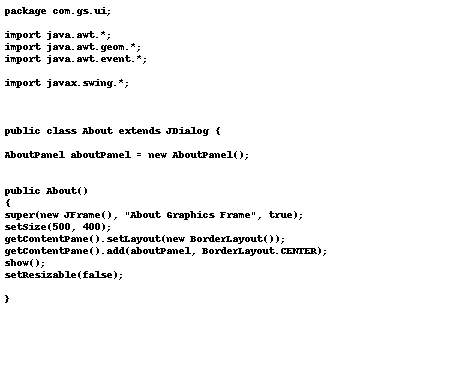 package com.gs.ui;
import java.awt.*;
import java.awt.geom.*;
import java.awt.event.*;
import javax.swing.*;
public class About extends JDialog {
AboutPanel aboutPanel = new AboutPanel();
public About()
{
super(new JFrame(), "About Graphics Frame", true);
setSize(500, 400);
getContentPane().setLayout(new BorderLayout());
getContentPane().add(aboutPanel, BorderLayout.CENTER);
show();
setResizable(false);
}